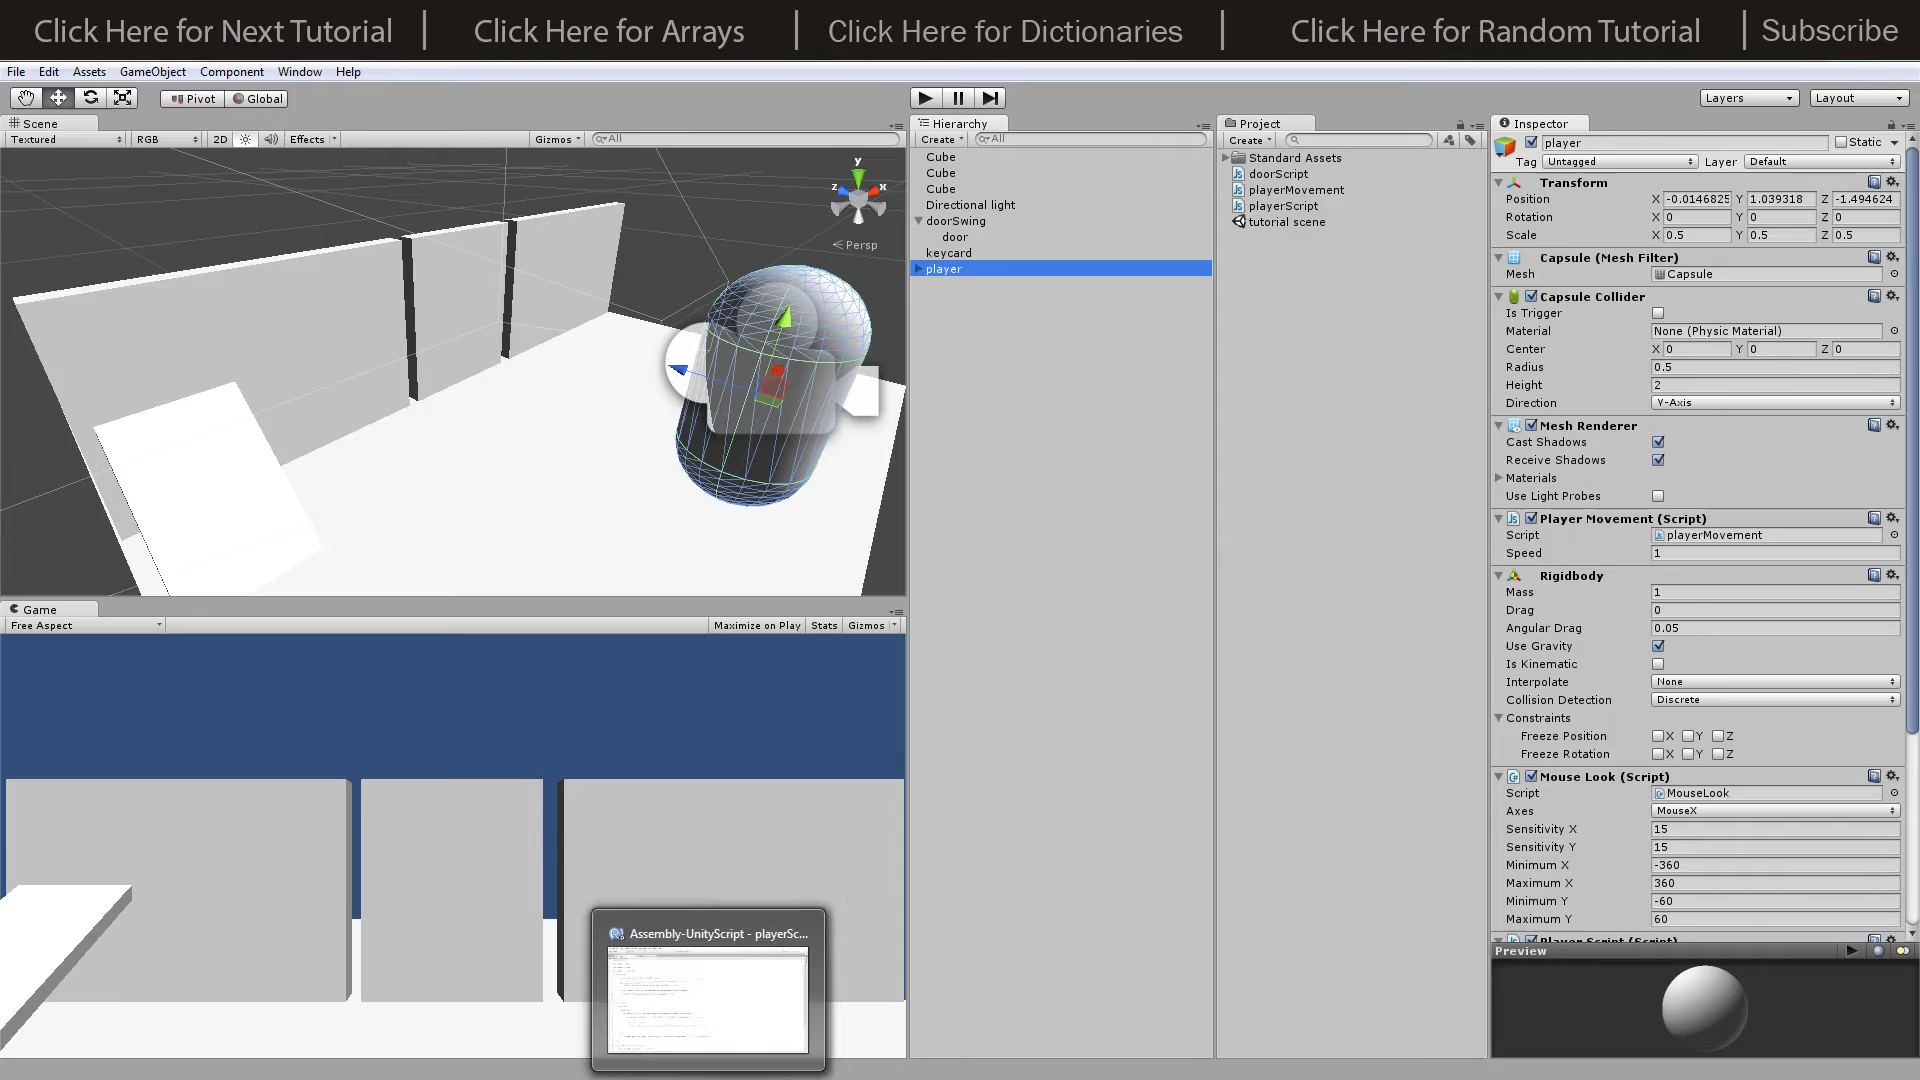 Click Here for Next Tutorial | Click Here for Arrays | Click Here for Dictionaries | Click Here for Random Tutorial | Subscribe
File Edit Assets GameObject Component Window Help
Pivot Global Layers Layout
Scene
Textured RGB 2D Effects Gizmos All
y
z x
Persp
Game
Free Aspect Maximize on Play Stats Gizmos
Assembly-UnityScript - playerSc...
Hierarchy
Create All
Cube
Cube
Cube
Directional light
doorSwing
door
keycard
player
Project
Create
Standard Assets
doorScript
playerMovement
playerScript
tutorial scene
Inspector
player Static
Tag Untagged Layer Default
Transform
Position X -0.0146825 Y 1.039318 Z -1.494624
Rotation X 0 Y 0 Z 0
Scale X 0.5 Y 0.5 Z 0.5
Capsule (Mesh Filter)
Mesh Capsule
Capsule Collider
Is Trigger
Material None (Physic Material)
Center X 0 Y 0 Z 0
Radius 0.5
Height 2
Direction Y-Axis
Mesh Renderer
Cast Shadows
Receive Shadows
Materials
Use Light Probes
Player Movement (Script)
Script playerMovement
Speed 1
Rigidbody
Mass 1
Drag 0
Angular Drag 0.05
Use Gravity
Is Kinematic
Interpolate None
Collision Detection Discrete
Constraints
Freeze Position X Y Z
Freeze Rotation X Y Z
Mouse Look (Script)
Script MouseLook
Axes MouseX
Sensitivity X 15
Sensitivity Y 15
Minimum X -360
Maximum X 360
Minimum Y -60
Maximum Y 60
Player Script (Script)
Preview